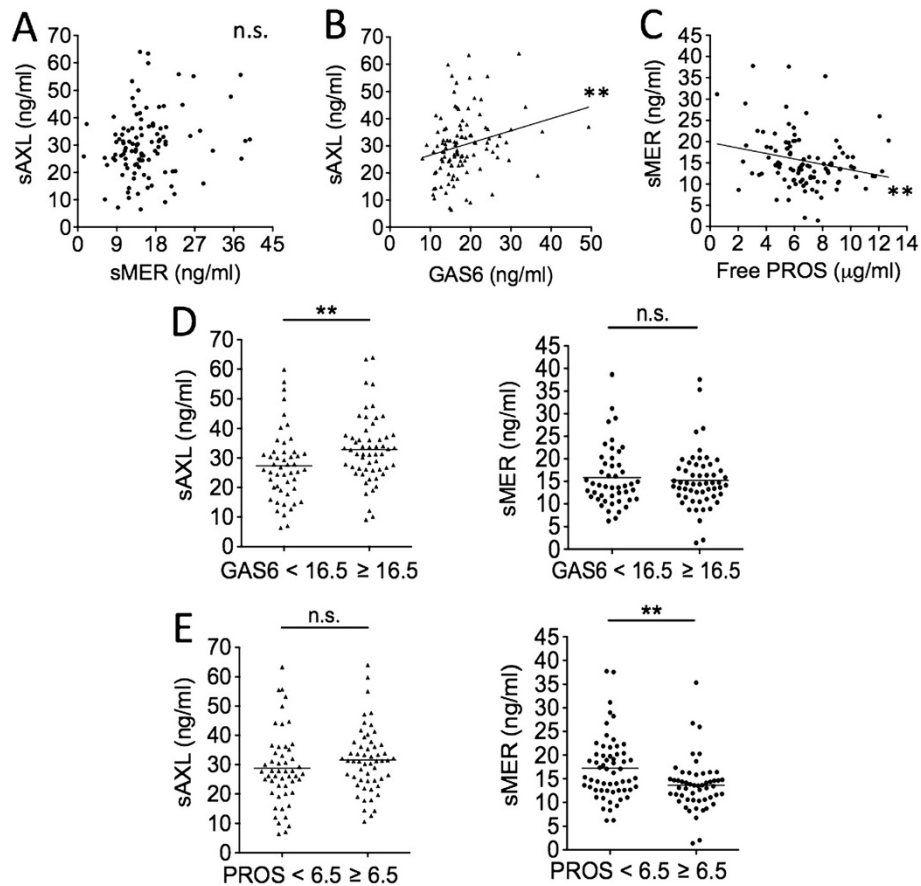 A
n.s.
sAXL (ng/ml)
70
60
50
40
30
20
10
0
0 9 18 27 36 45
sMER (ng/ml)
B
**
sAXL (ng/ml)
70
60
50
40
30
20
10
0
0 10 20 30 40 50
GAS6 (ng/ml)
C
**
sMER (ng/ml)
45
40
35
30
25
20
15
10
5
0
0 2 4 6 8 10 12 14
Free PROS (µg/ml)
D
**
sAXL (ng/ml)
70
60
50
40
30
20
10
0
GAS6 < 16.5 ≥ 16.5
n.s.
sMER (ng/ml)
45
40
35
30
25
20
15
10
5
0
GAS6 < 16.5 ≥ 16.5
E
n.s.
sAXL (ng/ml)
70
60
50
40
30
20
10
0
PROS < 6.5 ≥ 6.5
**
sMER (ng/ml)
45
40
35
30
25
20
15
10
5
0
PROS < 6.5 ≥ 6.5